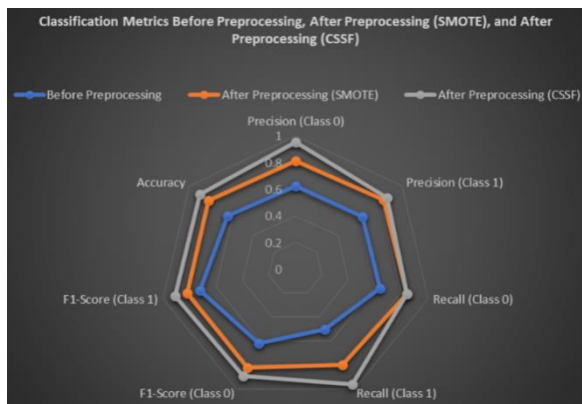 Classification Metrics Before Preprocessing, After Preprocessing (SMOTE), and After
Preprocessing (CSSF)
Before Preprocessing
After Preprocessing (SMOTE)
After Preprocessing (CSSF)
Precision (Class 0)
1
0.8
0.6
0.4
0.2
0
Precision (Class 1)
Recall (Class 0)
Recall (Class 1)
F1-Score (Class 0)
F1-Score (Class 1)
Accuracy